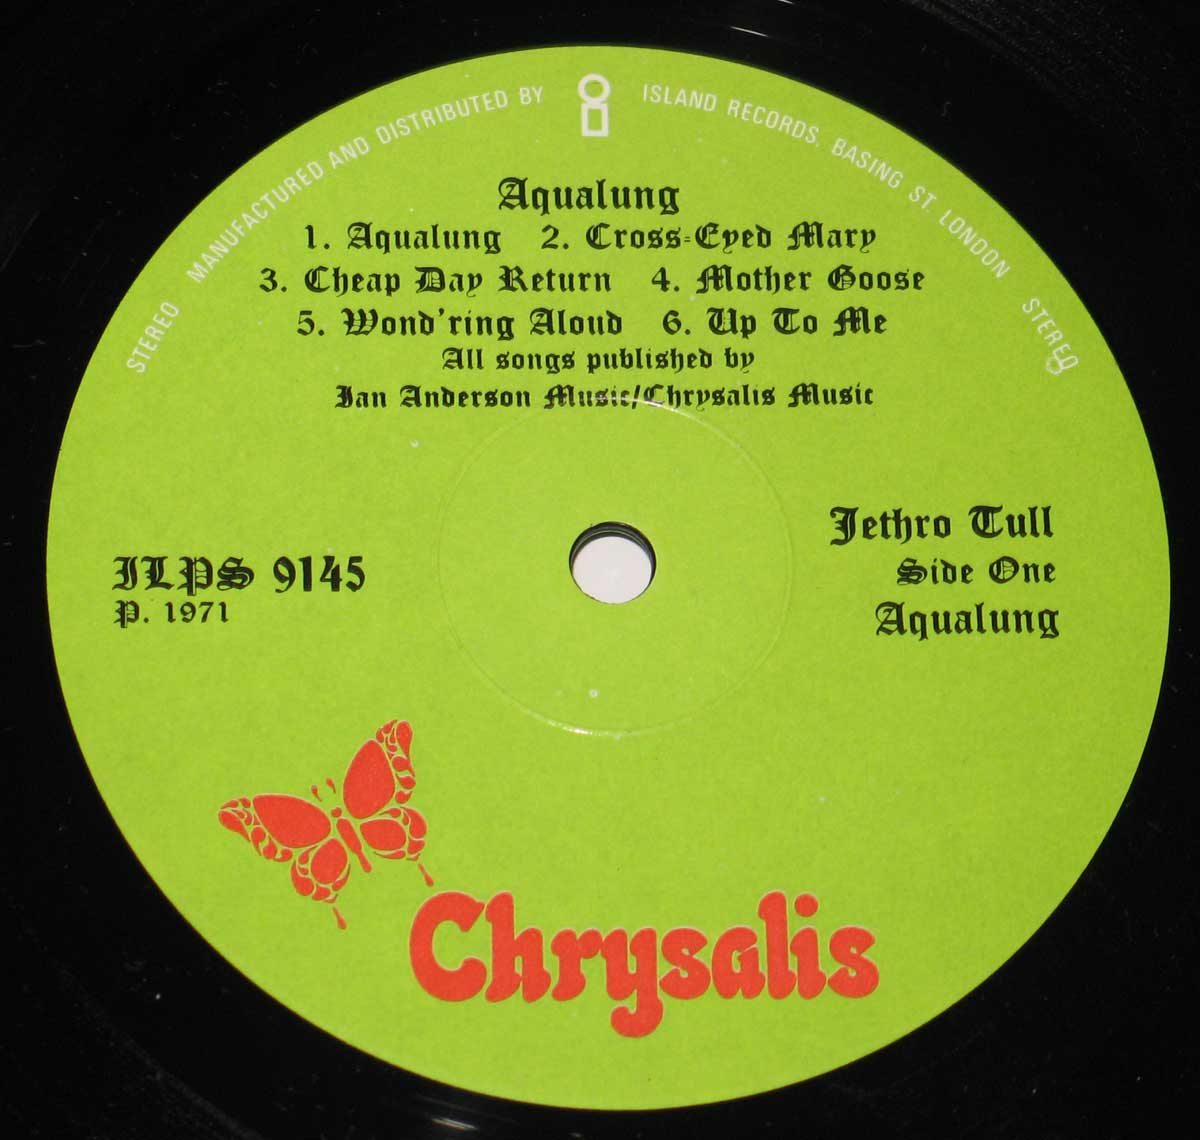 STEREO MANUFACTURED AND DISTRIBUTED BY ISLAND RECORDS, BASING ST. LONDON STEREO
Aqualung
1. Aqualung 2. Cross=Eyed Mary
3. Cheap Day Return 4. Mother Goose
5. Wond'ring Aloud 6. Up To Me
All songs published by
Ian Anderson Music/Chrysalis Music
Jethro Tull
Side One
Aqualung
ILPS 9145
P. 1971
Chrysalis